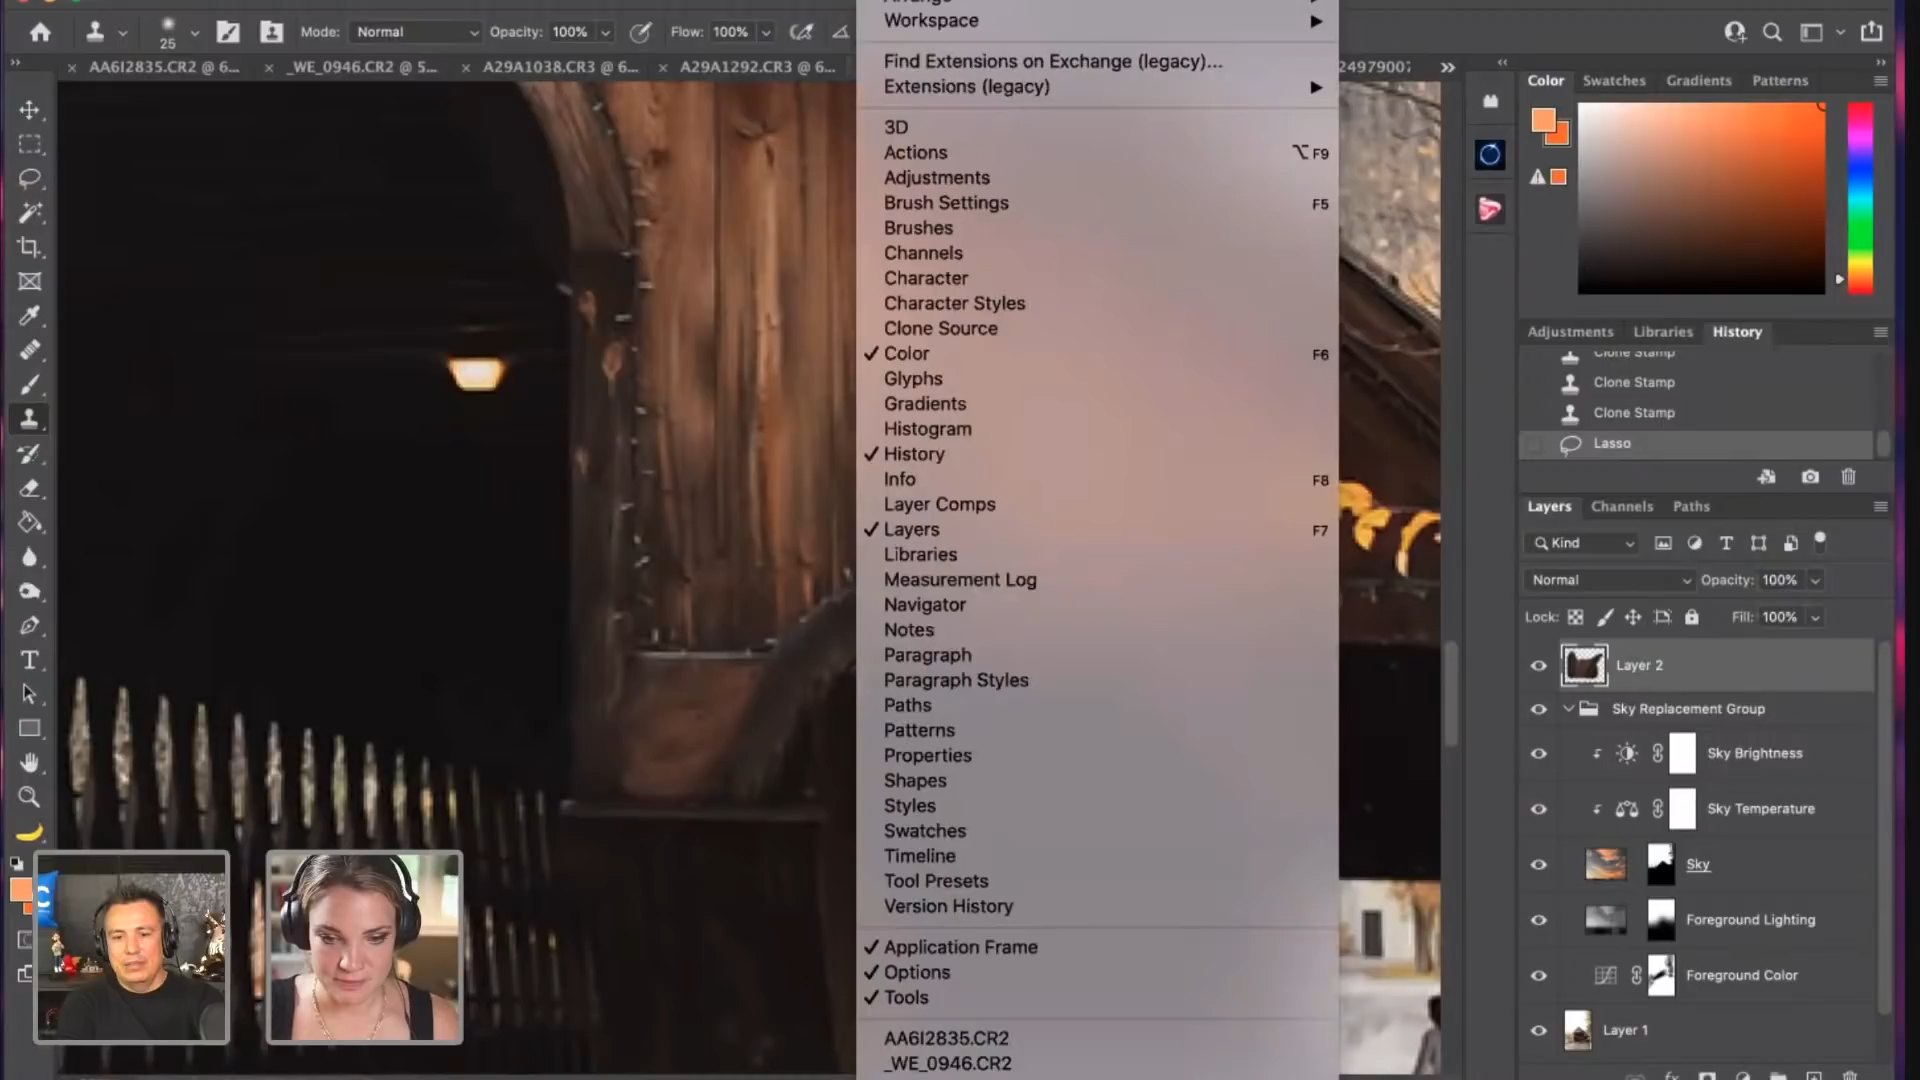 25
Mode:
Normal
Opacity:
100%
Flow:
100%
Workspace
AA6I2835.CR2 @ 6...
_WE_0946.CR2 @ 5...
A29A1038.CR3 @ 6...
A29A1292.CR3 @ 6...
Find Extensions on Exchange (legacy)...
Extensions (legacy)
3D
Actions ⌥F9
Adjustments
Brush Settings F5
Brushes
Channels
Character
Character Styles
Clone Source
✓ Color F6
Glyphs
Gradients
Histogram
✓ History
Info F8
Layer Comps
✓ Layers F7
Libraries
Measurement Log
Navigator
Notes
Paragraph
Paragraph Styles
Paths
Patterns
Properties
Shapes
Styles
Swatches
Timeline
Tool Presets
Version History
✓ Application Frame
✓ Options
✓ Tools
AA6I2835.CR2
_WE_0946.CR2
Color
Swatches
Gradients
Patterns
Adjustments
Libraries
History
Clone Stamp
Clone Stamp
Clone Stamp
Lasso
Layers
Channels
Paths
Kind
Normal
Opacity: 100%
Lock:
Fill: 100%
Layer 2
Sky Replacement Group
Sky Brightness
Sky Temperature
Sky
Foreground Lighting
Foreground Color
Layer 1